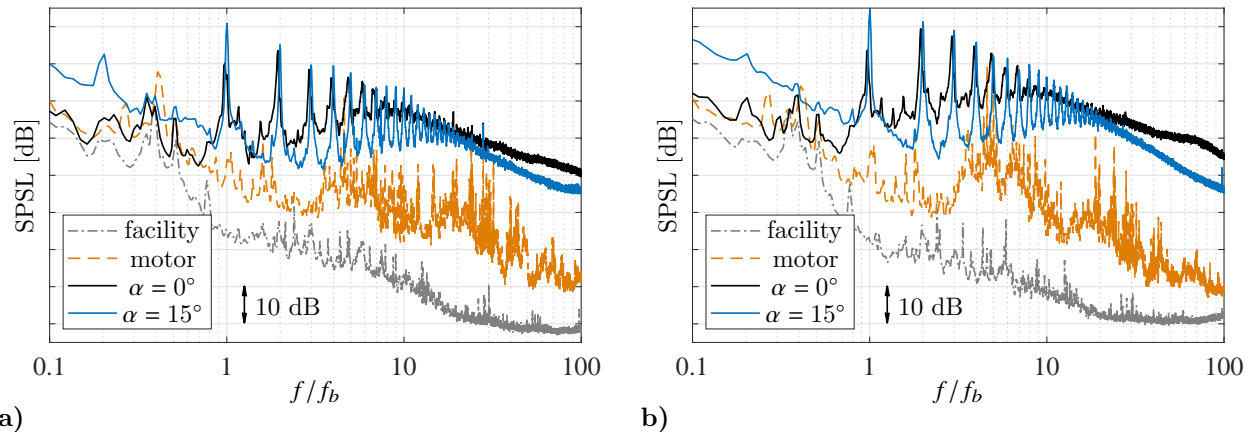 SPSL [dB]
facility
motor
α = 0°
α = 15°
10 dB
0.1 1 10 100
f/f_b
a)
SPSL [dB]
facility
motor
α = 0°
α = 15°
10 dB
0.1 1 10 100
f/f_b
b)